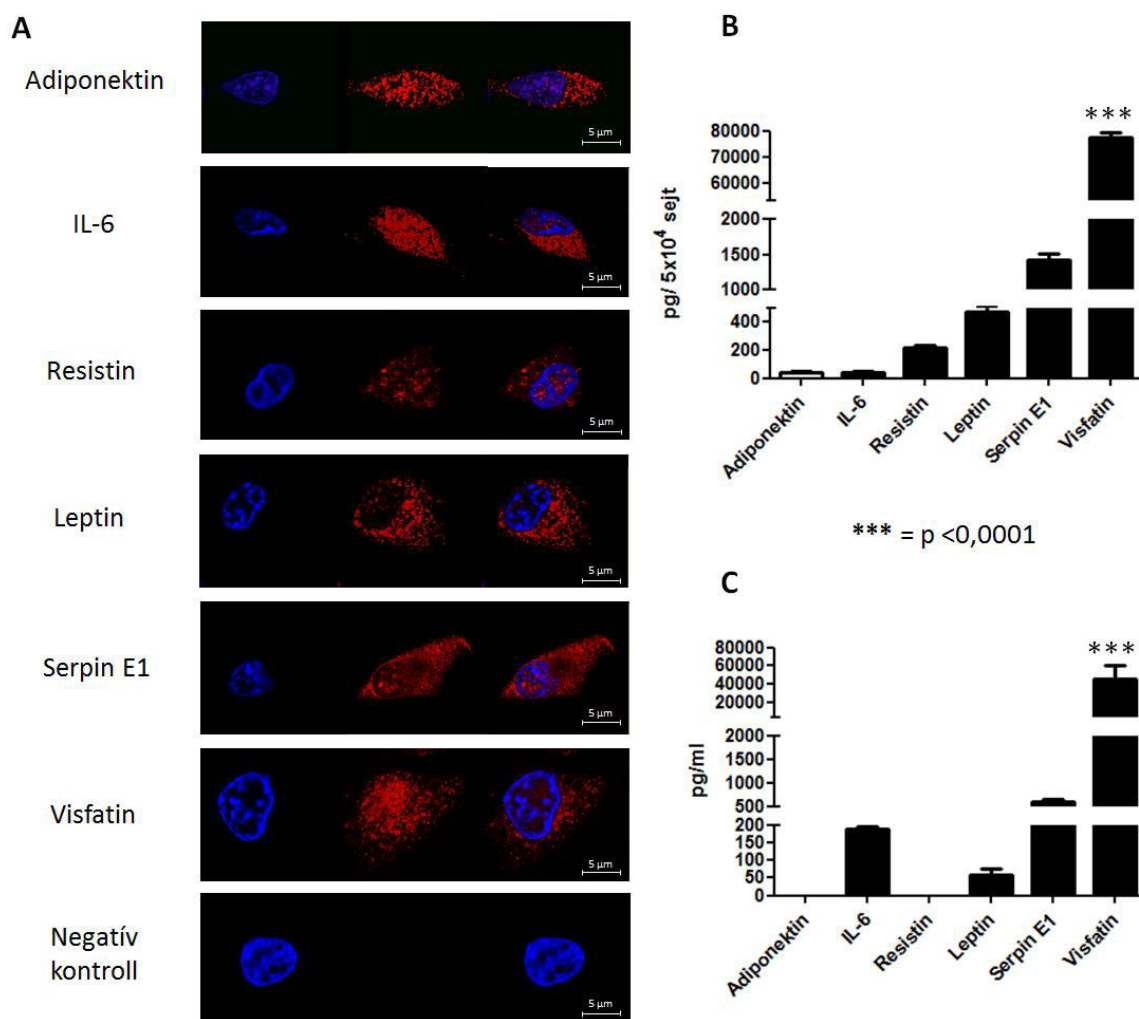 A
Adiponektin
5 µm
IL-6
5 µm
Resistin
5 µm
Leptin
5 µm
Serpin E1
5 µm
Visfatin
5 µm
Negatív
kontroll
5 µm
B
***
80000
70000
60000
2000
1500
1000
400
200
0
pg/ 5x10⁴ sejt
Adiponektin
IL-6
Resistin
Leptin
Serpin E1
Visfatin
*** = p <0,0001
C
***
80000
60000
40000
20000
2000
1500
1000
500
200
150
100
50
0
pg/ml
Adiponektin
IL-6
Resistin
Leptin
Serpin E1
Visfatin